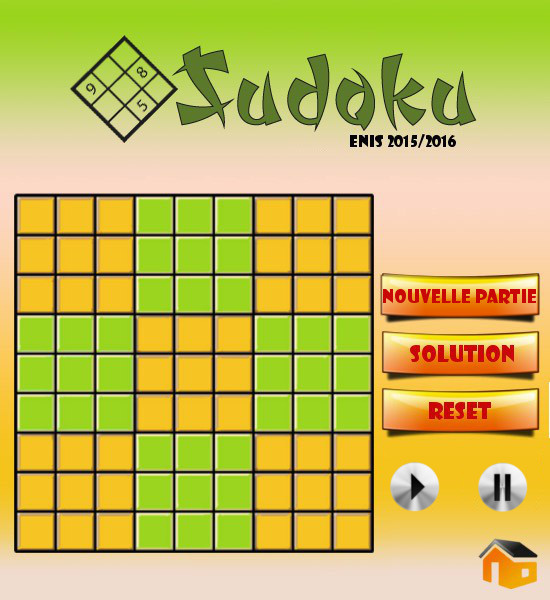 9 8
5
Sudoku
ENIS 2015/2016
NOUVELLE PARTIE
SOLUTION
RESET